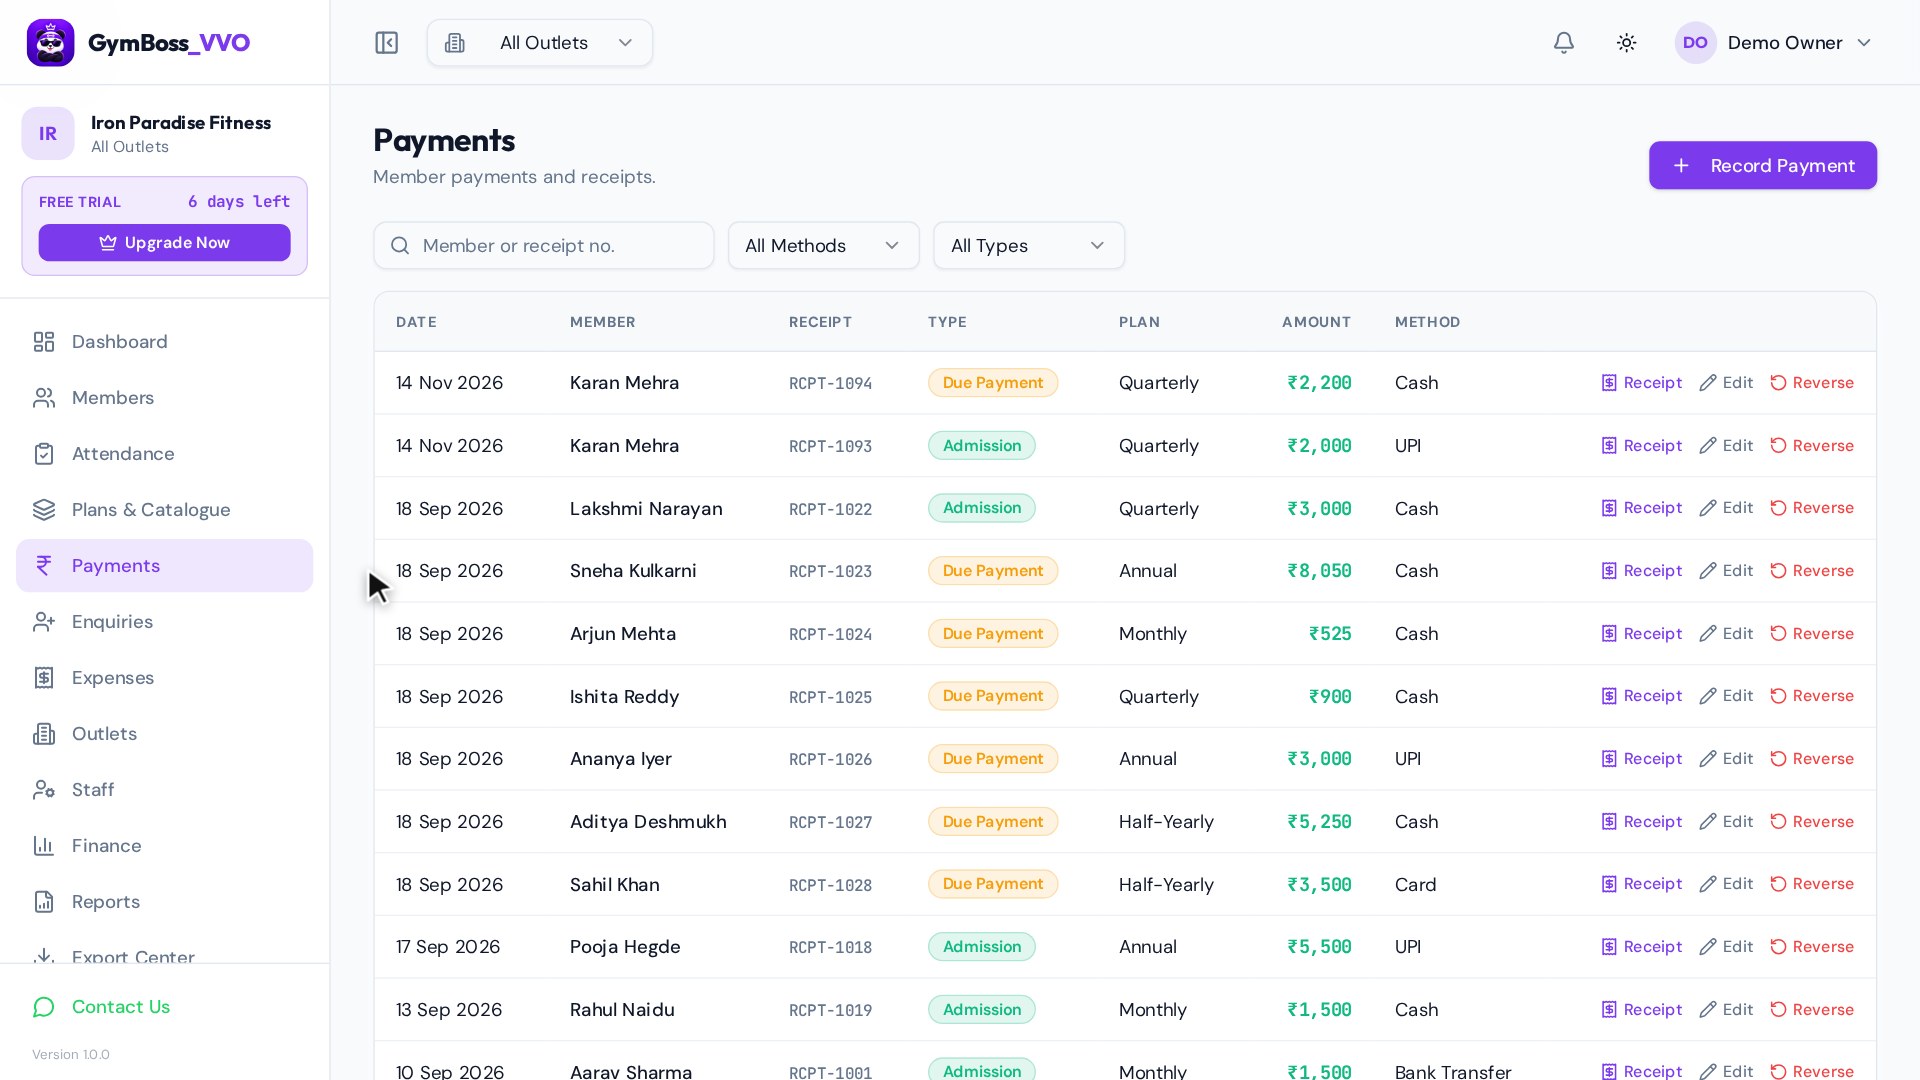 GymBoss_VVO
All Outlets
DO Demo Owner
IR
Iron Paradise Fitness
All Outlets
FREE TRIAL 6 days left
Upgrade Now
Dashboard
Members
Attendance
Plans & Catalogue
Payments
Enquiries
Expenses
Outlets
Staff
Finance
Reports
Export Center
Contact Us
Version 1.0.0
Payments
Member payments and receipts.
Record Payment
Member or receipt no. All Methods All Types
DATE MEMBER RECEIPT TYPE PLAN AMOUNT METHOD
14 Nov 2026 Karan Mehra RCPT-1094 Due Payment Quarterly ₹2,200 Cash Receipt Edit Reverse
14 Nov 2026 Karan Mehra RCPT-1093 Admission Quarterly ₹2,000 UPI Receipt Edit Reverse
18 Sep 2026 Lakshmi Narayan RCPT-1022 Admission Quarterly ₹3,000 Cash Receipt Edit Reverse
18 Sep 2026 Sneha Kulkarni RCPT-1023 Due Payment Annual ₹8,050 Cash Receipt Edit Reverse
18 Sep 2026 Arjun Mehta RCPT-1024 Due Payment Monthly ₹525 Cash Receipt Edit Reverse
18 Sep 2026 Ishita Reddy RCPT-1025 Due Payment Quarterly ₹900 Cash Receipt Edit Reverse
18 Sep 2026 Ananya Iyer RCPT-1026 Due Payment Annual ₹3,000 UPI Receipt Edit Reverse
18 Sep 2026 Aditya Deshmukh RCPT-1027 Due Payment Half-Yearly ₹5,250 Cash Receipt Edit Reverse
18 Sep 2026 Sahil Khan RCPT-1028 Due Payment Half-Yearly ₹3,500 Card Receipt Edit Reverse
17 Sep 2026 Pooja Hegde RCPT-1018 Admission Annual ₹5,500 UPI Receipt Edit Reverse
13 Sep 2026 Rahul Naidu RCPT-1019 Admission Monthly ₹1,500 Cash Receipt Edit Reverse
10 Sep 2026 Aarav Sharma RCPT-1001 Admission Monthly ₹1,500 Bank Transfer Receipt Edit Reverse